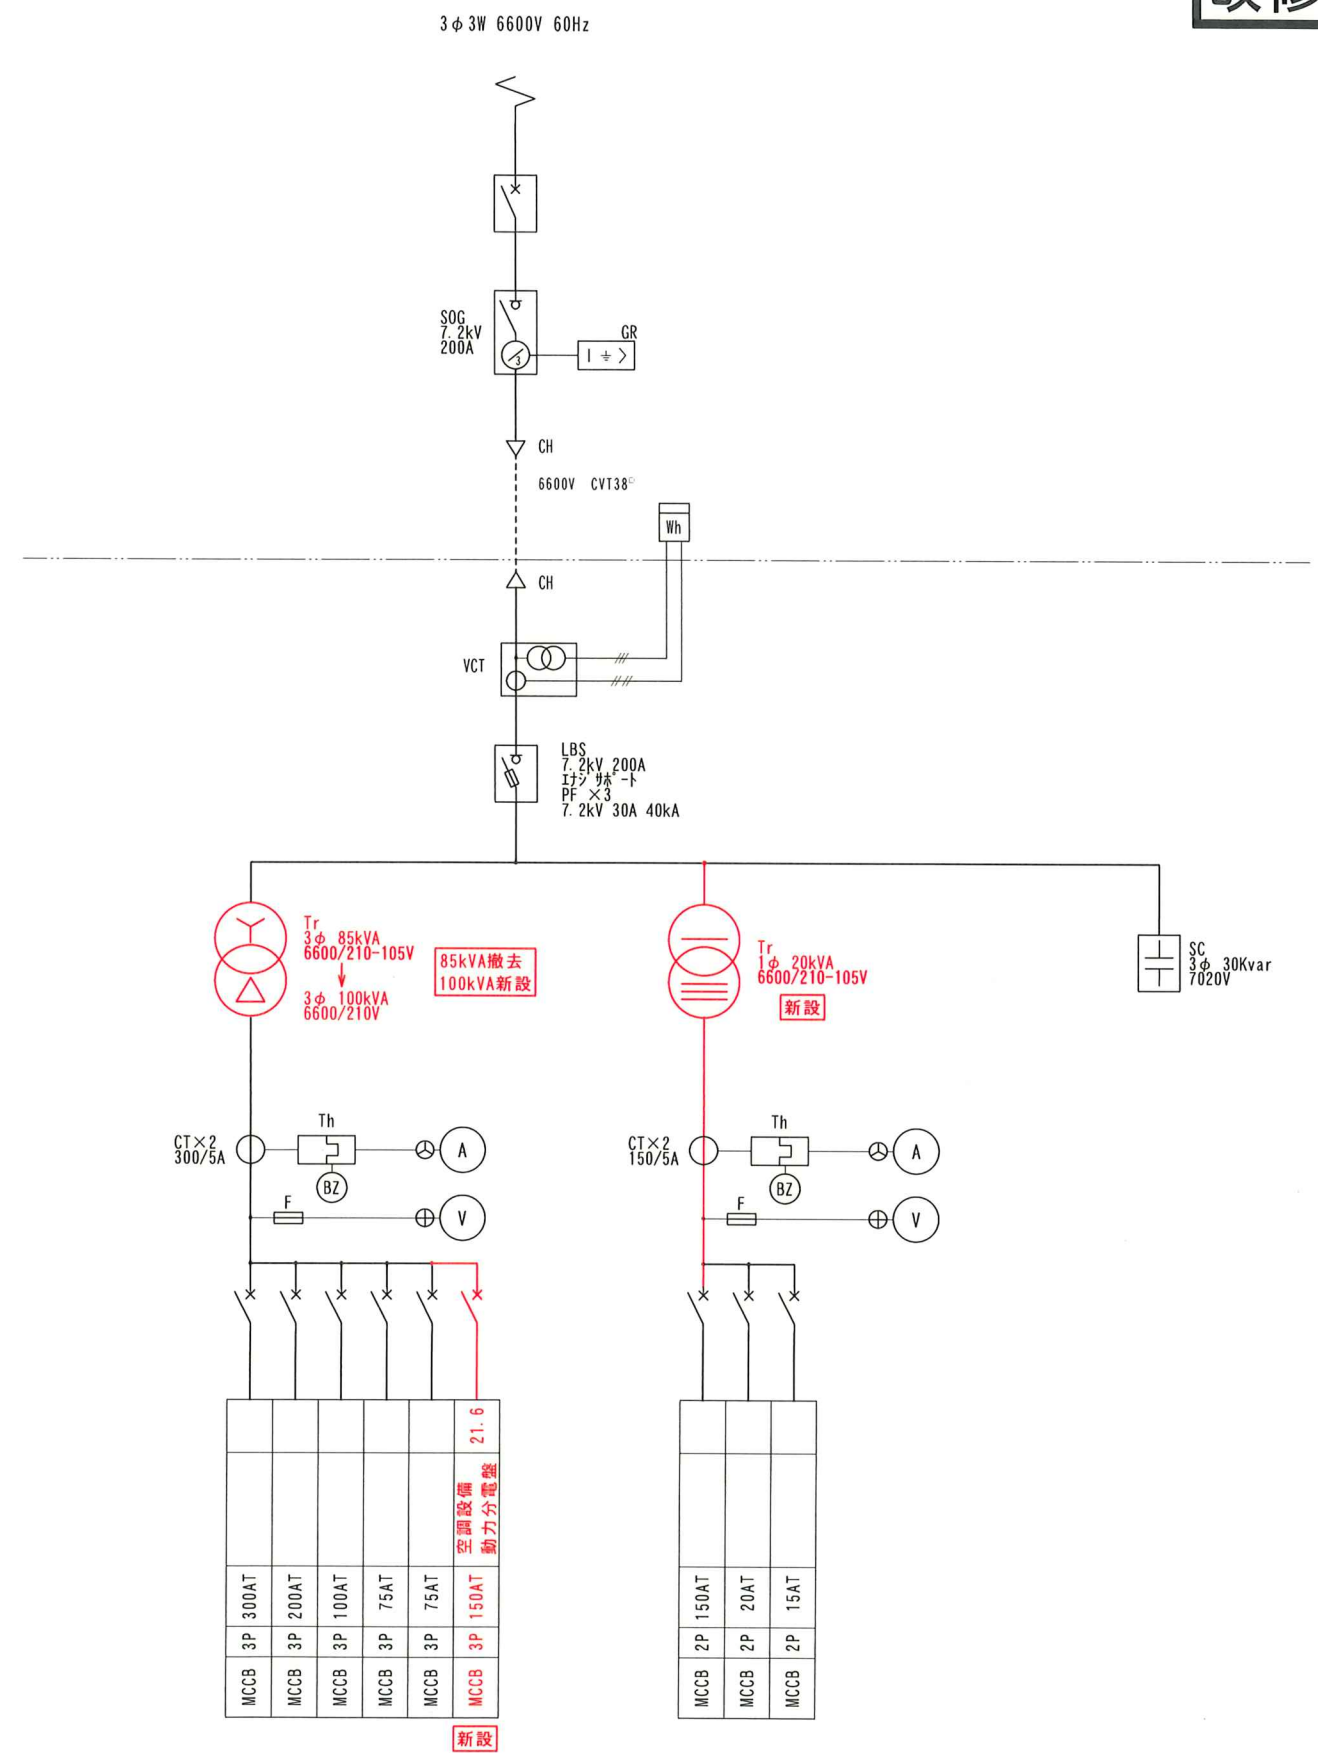 改修
3φ3W 6600V 60Hz
SOG
7.2kV
200A
3
GR
I
CH
6600V CVT38□
Wh
CH
VCT
LBS
7.2kV 200A
エナジーサポート
PF ×3
7.2kV 30A 40kA
Tr
3φ 85kVA
6600/210-105V
↓
3φ 100kVA
6600/210V
85kVA撤去
100kVA新設
Tr
1φ 20kVA
6600/210-105V
新設
SC
3φ 30Kvar
7020V
CT×2
300/5A
Th
BZ
A
F
V
CT×2
150/5A
Th
BZ
A
F
V
MCCB 3P 300AT
MCCB 3P 200AT
MCCB 3P 100AT
MCCB 3P 75AT
MCCB 3P 75AT
MCCB 3P 150AT 空調設備
動力分電盤 21.6
新設
MCCB 2P 150AT
MCCB 2P 20AT
MCCB 2P 15AT